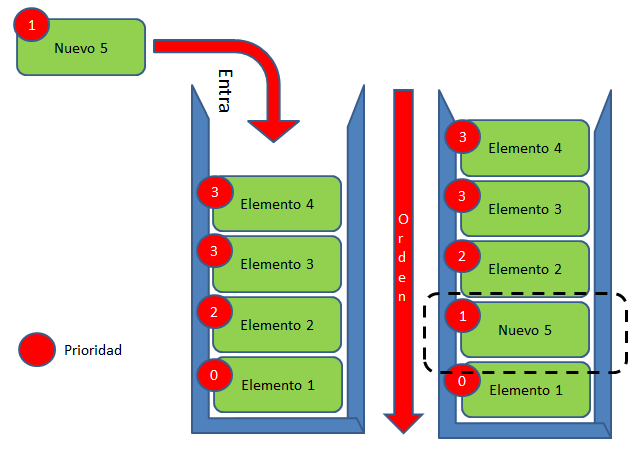 1
Nuevo 5
Entra
3
Elemento 4
3
Elemento 3
2
Elemento 2
0
Elemento 1
Orden
3
Elemento 4
3
Elemento 3
2
Elemento 2
1
Nuevo 5
0
Elemento 1
Prioridad